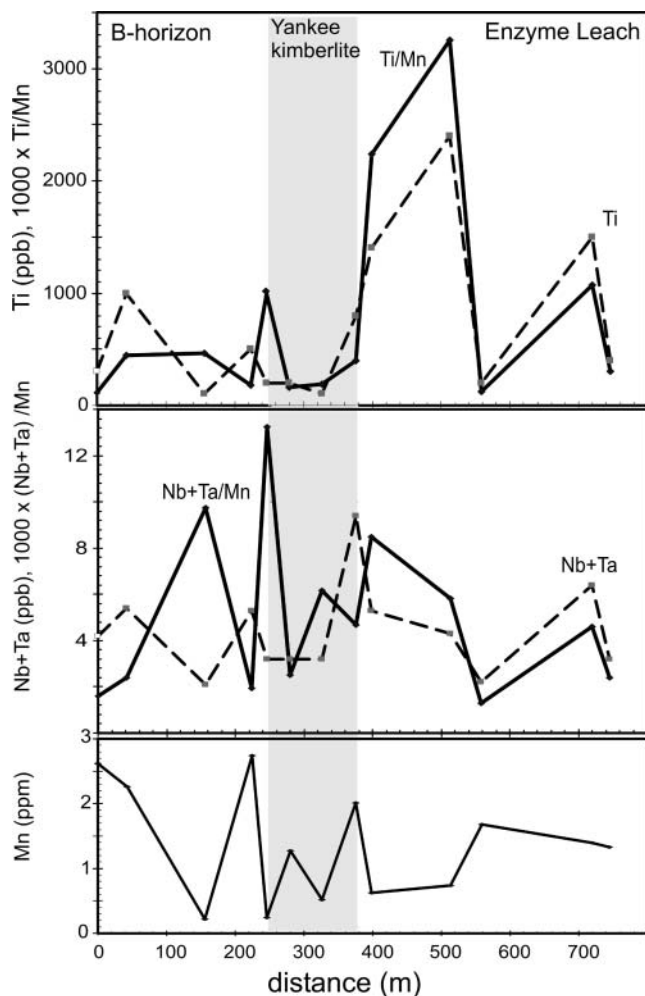 B-horizon
Yankee
kimberlite
Enzyme Leach
Ti/Mn
Ti
Ti (ppb), 1000 x Ti/Mn
3000
2000
1000
0
Nb+Ta/Mn
Nb+Ta
Nb+Ta (ppb), 1000 x (Nb+Ta) /Mn
12
8
4
Mn (ppm)
3
2
1
0
0 100 200 300 400 500 600 700
distance (m)